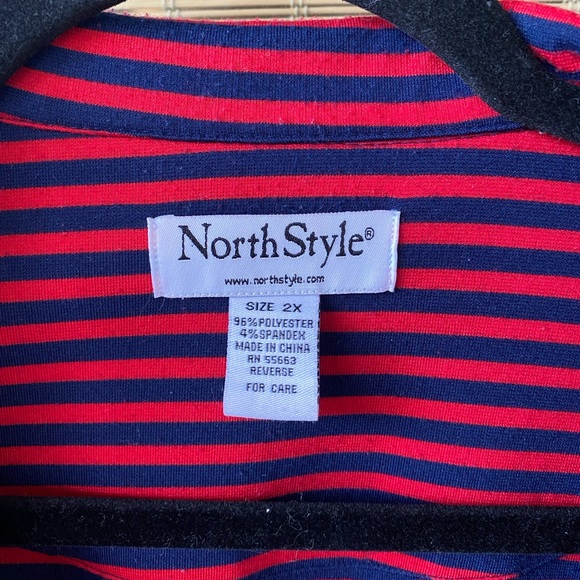 NorthStyle®
www.northstyle.com
SIZE 2X
96%POLYESTER
4%SPANDEX
MADE IN CHINA
RN 55663
REVERSE
FOR CARE